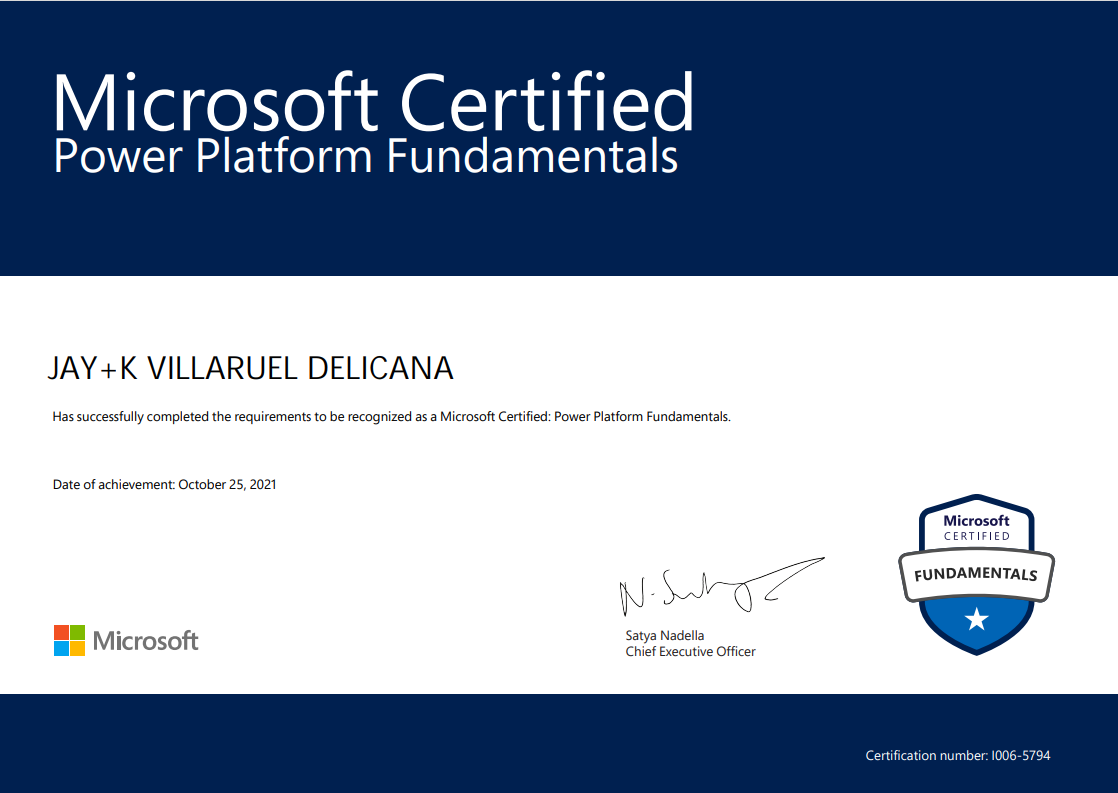 Microsoft Certified
Power Platform Fundamentals
JAY+K VILLARUEL DELICANA
Has successfully completed the requirements to be recognized as a Microsoft Certified: Power Platform Fundamentals.
Date of achievement: October 25, 2021
Microsoft
CERTIFIED
FUNDAMENTALS
Satya Nadella
Chief Executive Officer
Microsoft
Certification number: I006-5794